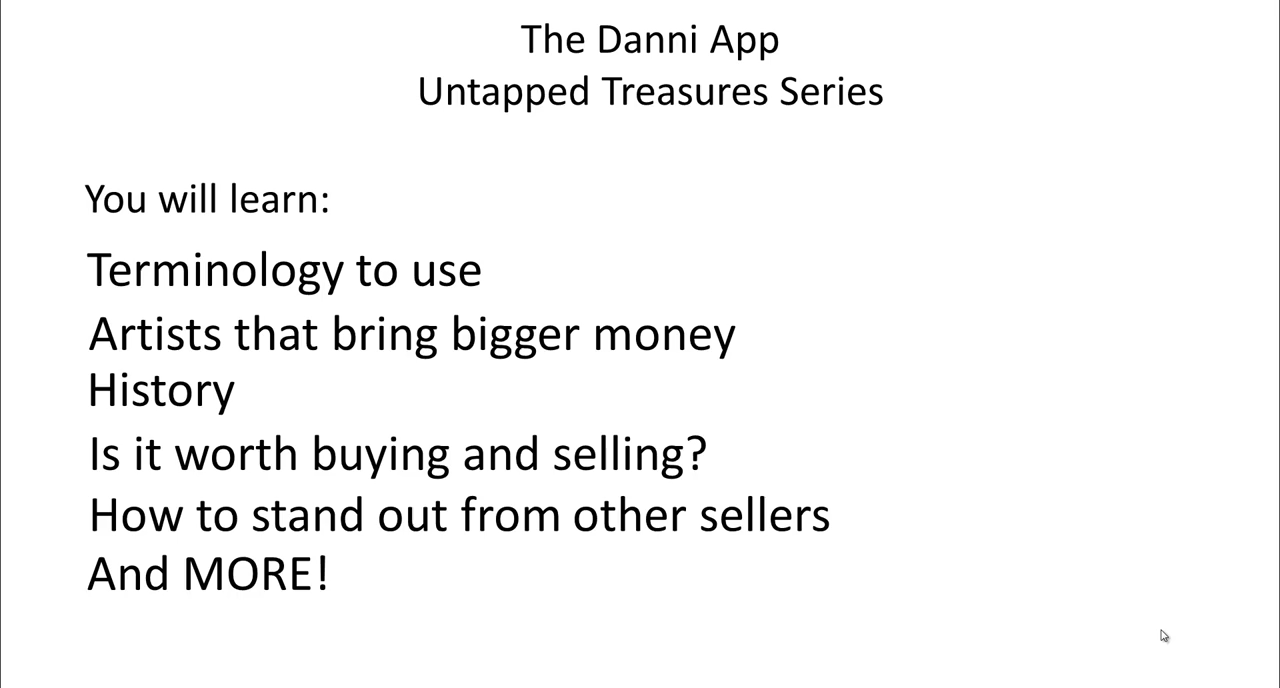 The Danni App
Untapped Treasures Series
You will learn:
Terminology to use
Artists that bring bigger money
History
Is it worth buying and selling?
How to stand out from other sellers
And MORE!